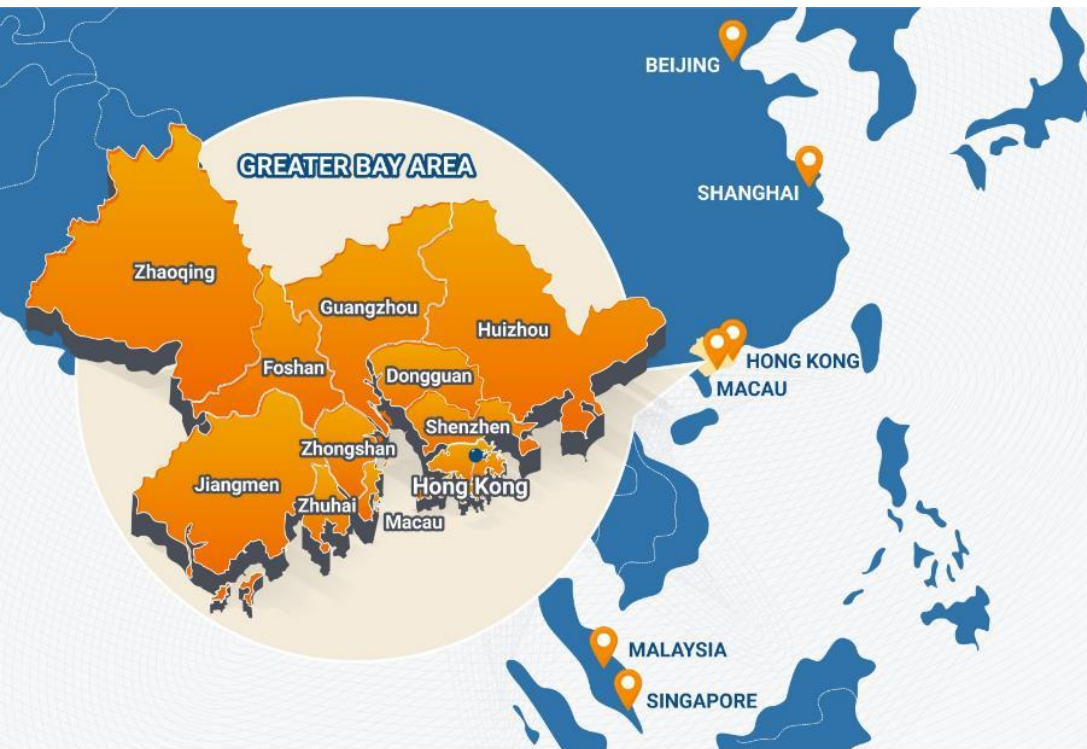 BEIJING
SHANGHAI
GREATER BAY AREA
Zhaoqing
Guangzhou
Huizhou
Foshan
Dongguan
Shenzhen
Zhongshan
Jiangmen
Hong Kong
Zhuhai
Macau
HONG KONG
MACAU
MALAYSIA
SINGAPORE